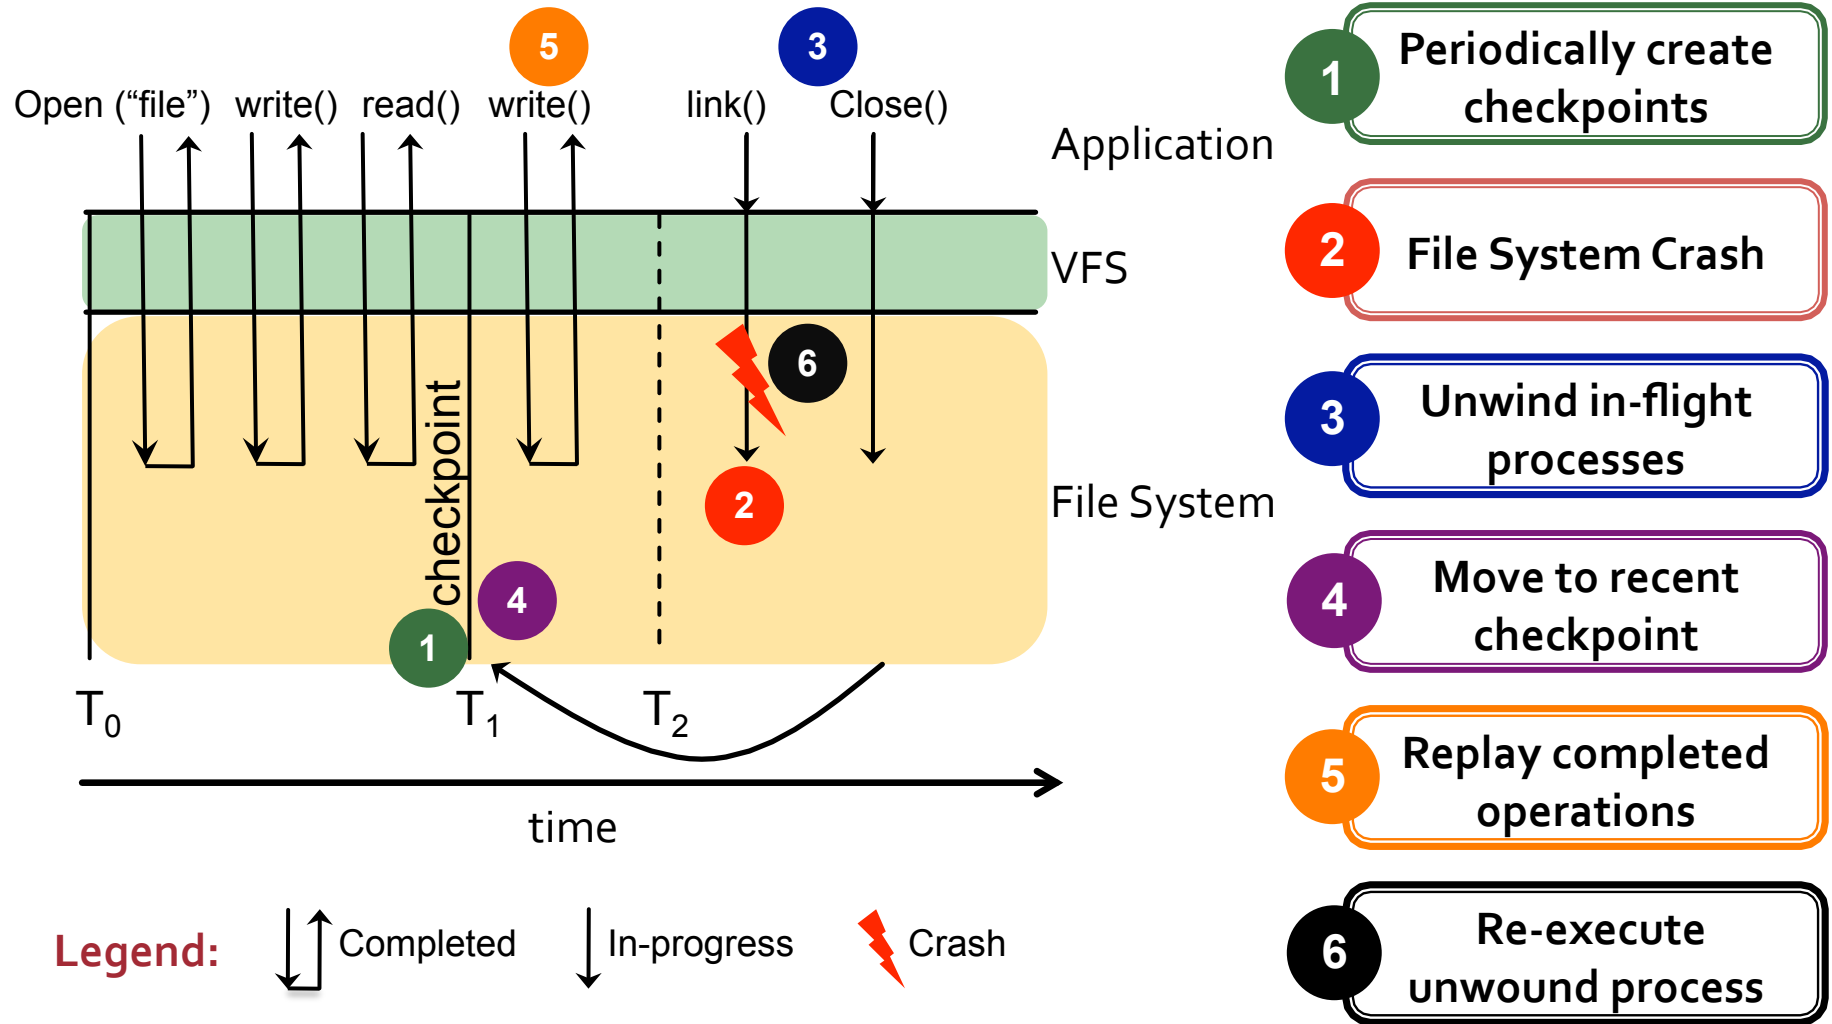 5
3
Open (“file”) write() read() write() link() Close()
Application
VFS
6
checkpoint
2
File System
4
1
T0 T1 T2
time
Legend: Completed In-progress Crash
1 Periodically create
checkpoints
2 File System Crash
3 Unwind in-flight
processes
4 Move to recent
checkpoint
5 Replay completed
operations
6 Re-execute
unwound process